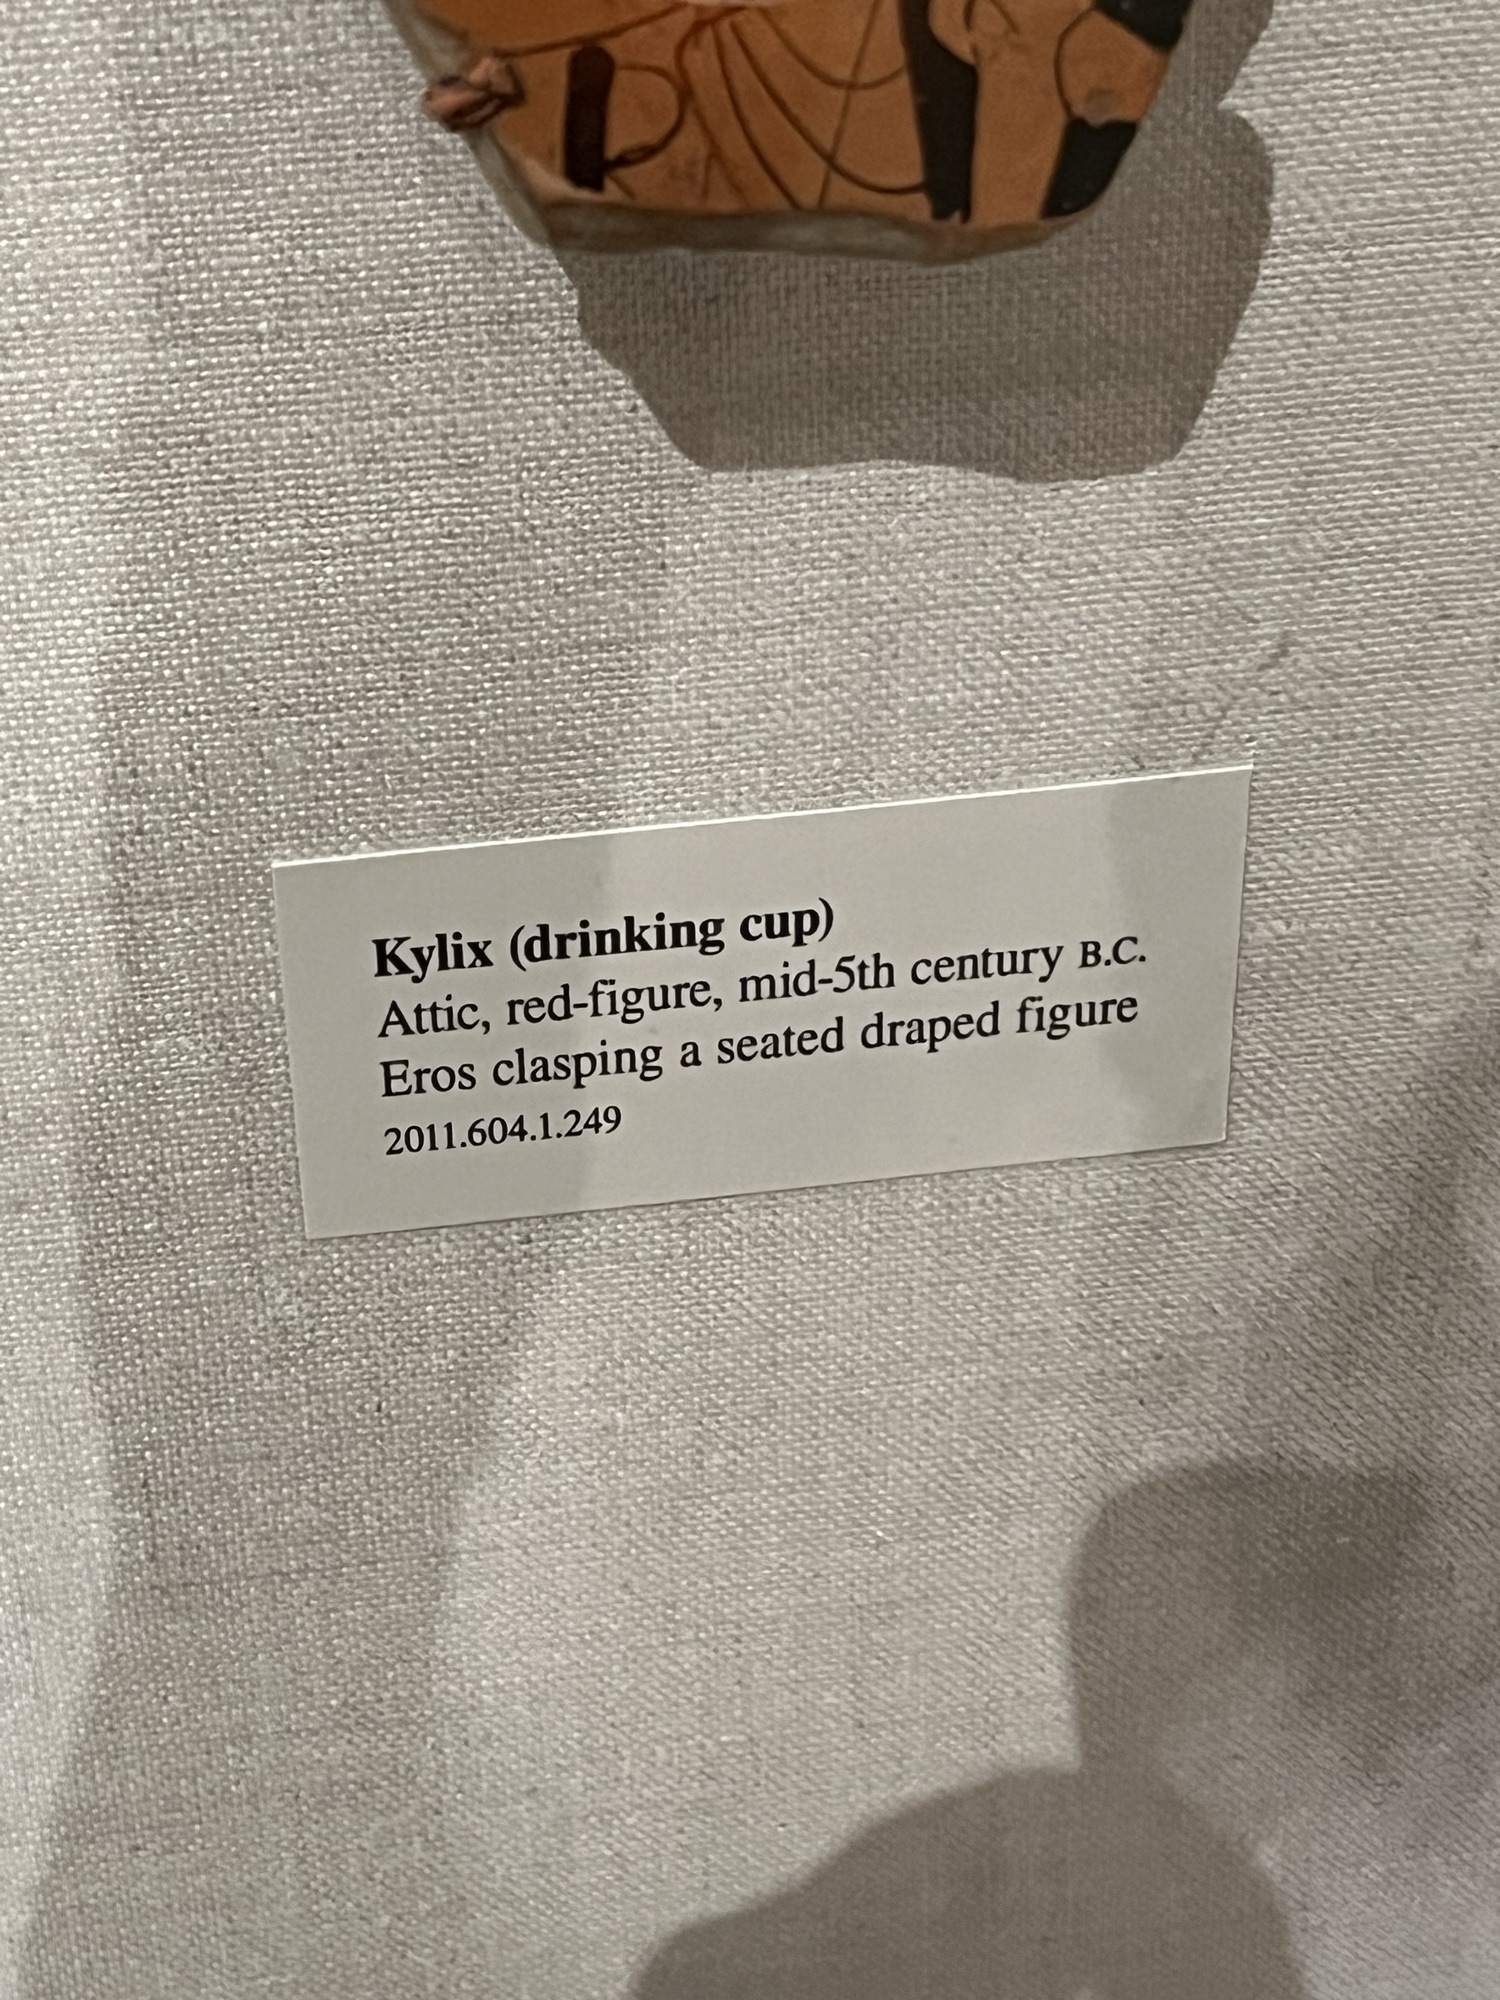 Kylix (drinking cup)
Attic, red-figure, mid-5th century B.C.
Eros clasping a seated draped figure
2011.604.1.249